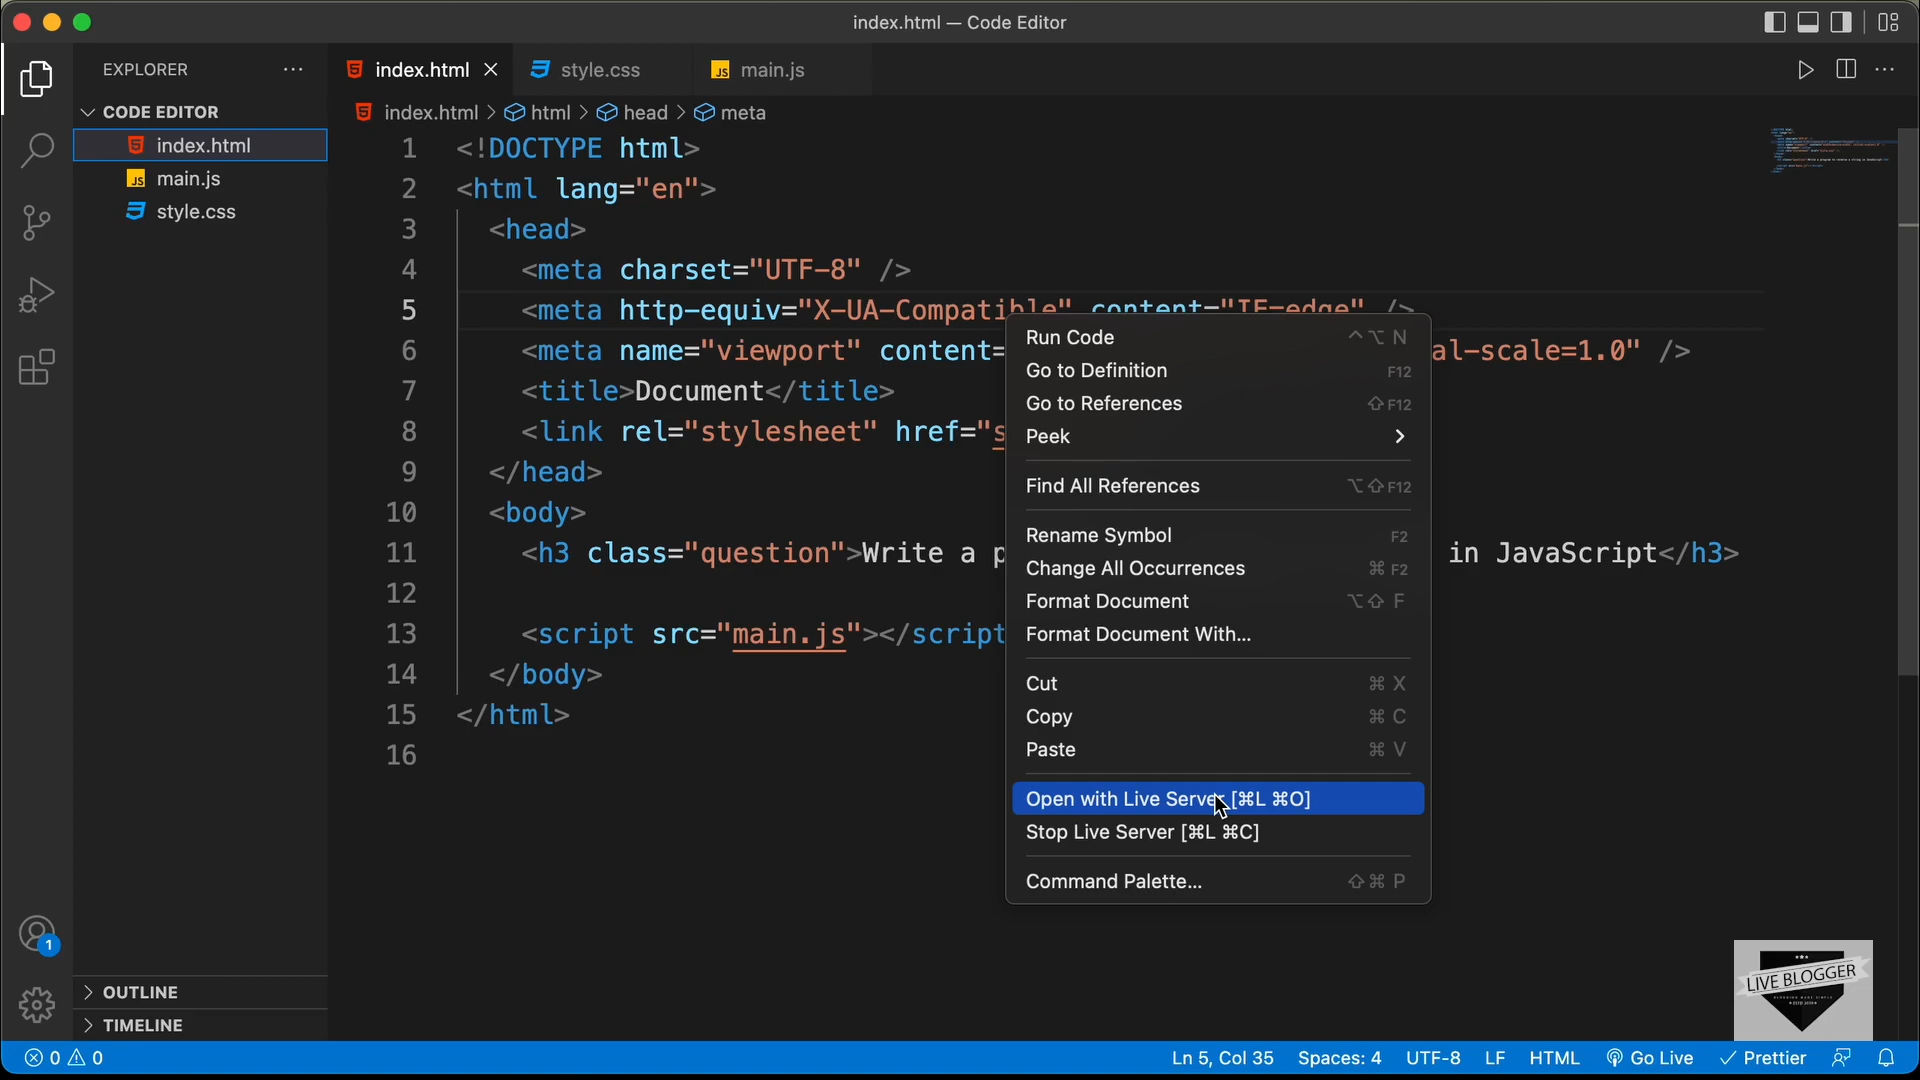 index.html — Code Editor
EXPLORER
index.html
style.css
JS main.js
CODE EDITOR
index.html > html > head > meta
index.html
JS main.js
style.css
1 <!DOCTYPE html>
2 <html lang="en">
3 <head>
4 <meta charset="UTF-8" />
5 <meta http-equiv="X-UA-Compatible" content="IE=edge" />
6 <meta name="viewport" content= al-scale=1.0" />
7 <title>Document</title>
8 <link rel="stylesheet" href="s
9 </head>
10 <body>
11 <h3 class="question">Write a p in JavaScript</h3>
12
13 <script src="main.js"></script
14 </body>
15 </html>
16
Run Code ^⌥ N
Go to Definition F12
Go to References ⇧F12
Peek >
Find All References ⌥⇧F12
Rename Symbol F2
Change All Occurrences ⌘ F2
Format Document ⌥⇧ F
Format Document With...
Cut ⌘ X
Copy ⌘ C
Paste ⌘ V
Open with Live Server [⌘L ⌘O]
Stop Live Server [⌘L ⌘C]
Command Palette... ⇧⌘ P
1
OUTLINE
TIMELINE
LIVE BLOGGER
0 0
Ln 5, Col 35 Spaces: 4 UTF-8 LF HTML Go Live Prettier